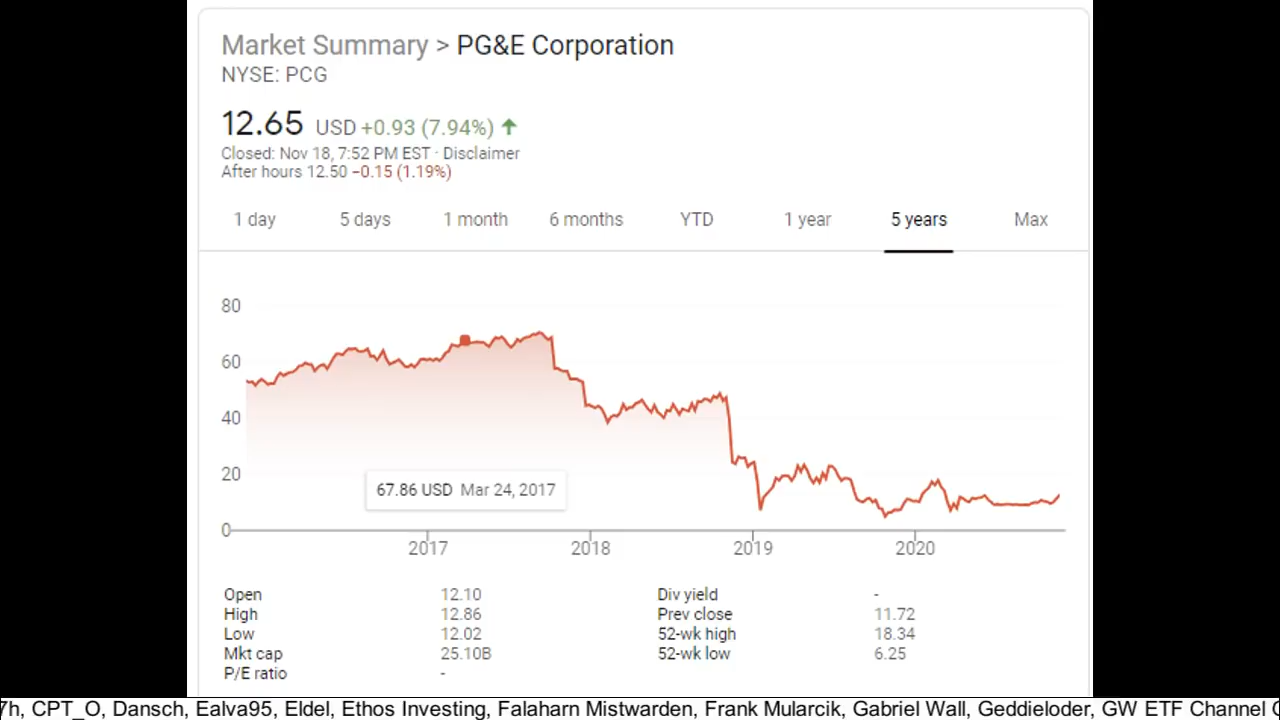 Market Summary > PG&E Corporation
NYSE: PCG
12.65 USD +0.93 (7.94%)
Closed: Nov 18, 7:52 PM EST · Disclaimer
After hours 12.50 −0.15 (1.19%)
1 day 5 days 1 month 6 months YTD 1 year 5 years Max
80
60
40
20
67.86 USD Mar 24, 2017
0
2017 2018 2019 2020
Open 12.10 Div yield -
High 12.86 Prev close 11.72
Low 12.02 52-wk high 18.34
Mkt cap 25.10B 52-wk low 6.25
P/E ratio -
7h, CPT_O, Dansch, Ealva95, Eldel, Ethos Investing, Falaharn Mistwarden, Frank Mularcik, Gabriel Wall, Geddieloder, GW ETF Channel